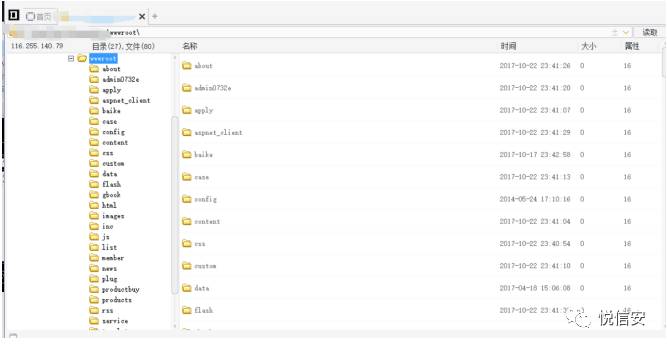 首页
wwwroot\
读取
116.255.140.79 目录(27),文件(80) 名称 时间 大小 属性
wwwroot
about
admin0732e
apply
aspnet_client
baike
case
config
content
css
custom
data
flash
gbook
html
images
inc
js
list
member
news
plug
productbuy
products
rss
service
about 2017-10-22 23:41:26 0 16
admin0732e 2017-10-22 23:41:20 0 16
apply 2017-10-22 23:41:07 0 16
aspnet_client 2017-10-22 23:41:29 0 16
baike 2017-10-17 23:42:58 0 16
case 2017-10-22 23:41:13 0 16
config 2014-05-24 17:10:16 0 16
content 2017-10-22 23:41:04 0 16
css 2017-10-22 23:40:54 0 16
custom 2017-10-22 23:41:10 0 16
data 2017-04-18 15:06:08 0 16
flash 2017-10-22
悦信安